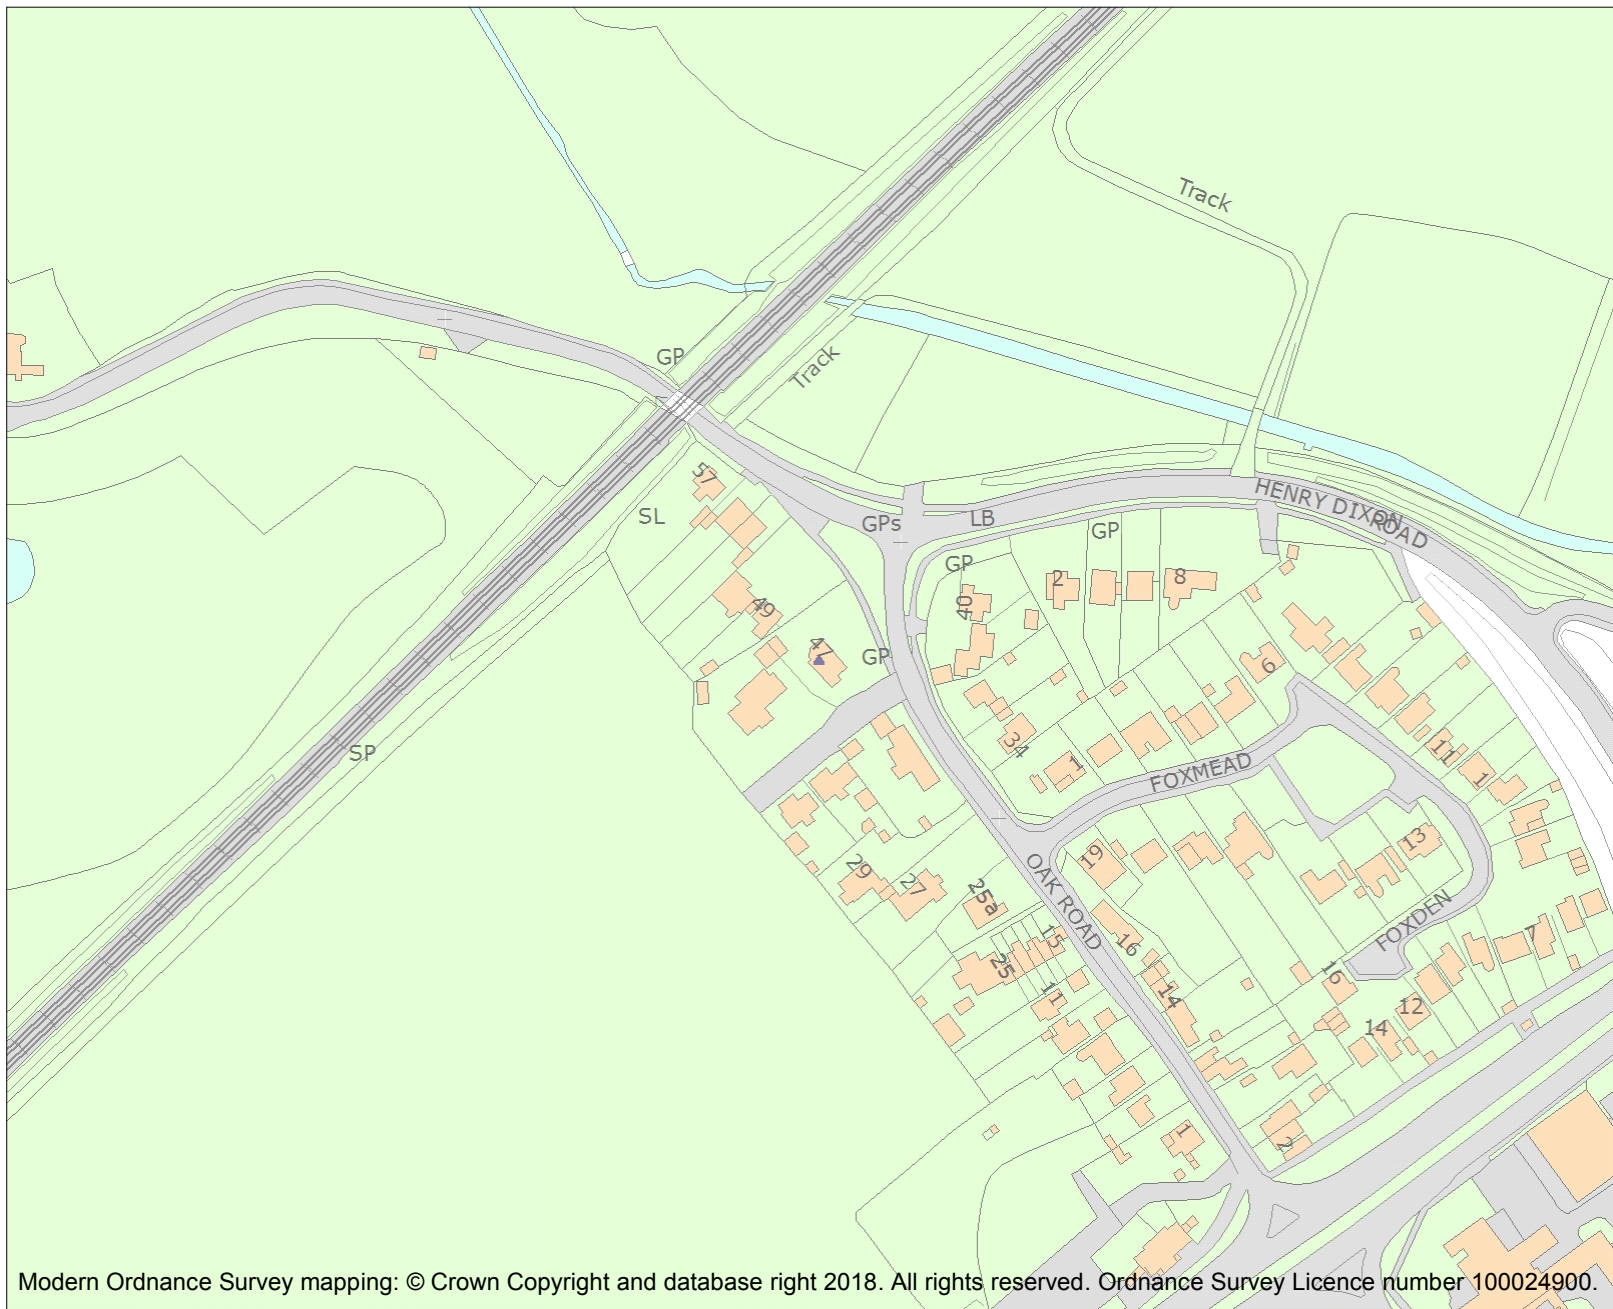 Track
GP
Track
57
SL
GPs
LB
HENRY DIXON
ROAD
GP
GP
2
8
40
49
47
GP
6
34
SP
1
FOXMEAD
11
1
13
19
29
27
25a
OAK ROAD
FOXDEN
15
16
25
7
16
11
14
12
14
1
2
Modern Ordnance Survey mapping: © Crown Copyright and database right 2018. All rights reserved. Ordnance Survey Licence number 100024900.